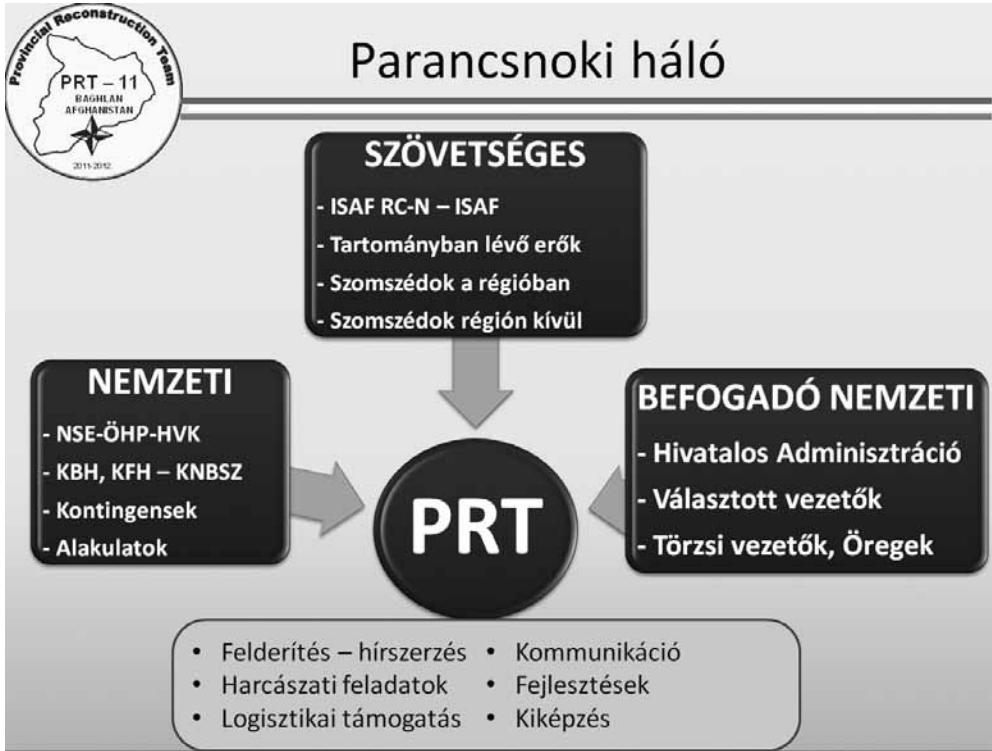 Provincial Reconstruction Team
PRT – 11
BAGHLAN
AFGHANISTAN
2011-2012
Parancsnoki háló
SZÖVETSÉGES
- ISAF RC-N – ISAF
- Tartományban lévő erők
- Szomszédok a régióban
- Szomszédok région kívül
NEMZETI
- NSE-ÖHP-HVK
- KBH, KFH – KNBSZ
- Kontingensek
- Alakulatok
BEFOGADÓ NEMZETI
- Hivatalos Adminisztráció
- Választott vezetők
- Törzsi vezetők, Öregek
PRT
• Felderítés – hírszerzés
• Harcászati feladatok
• Logisztikai támogatás
• Kommunikáció
• Fejlesztések
• Kiképzés